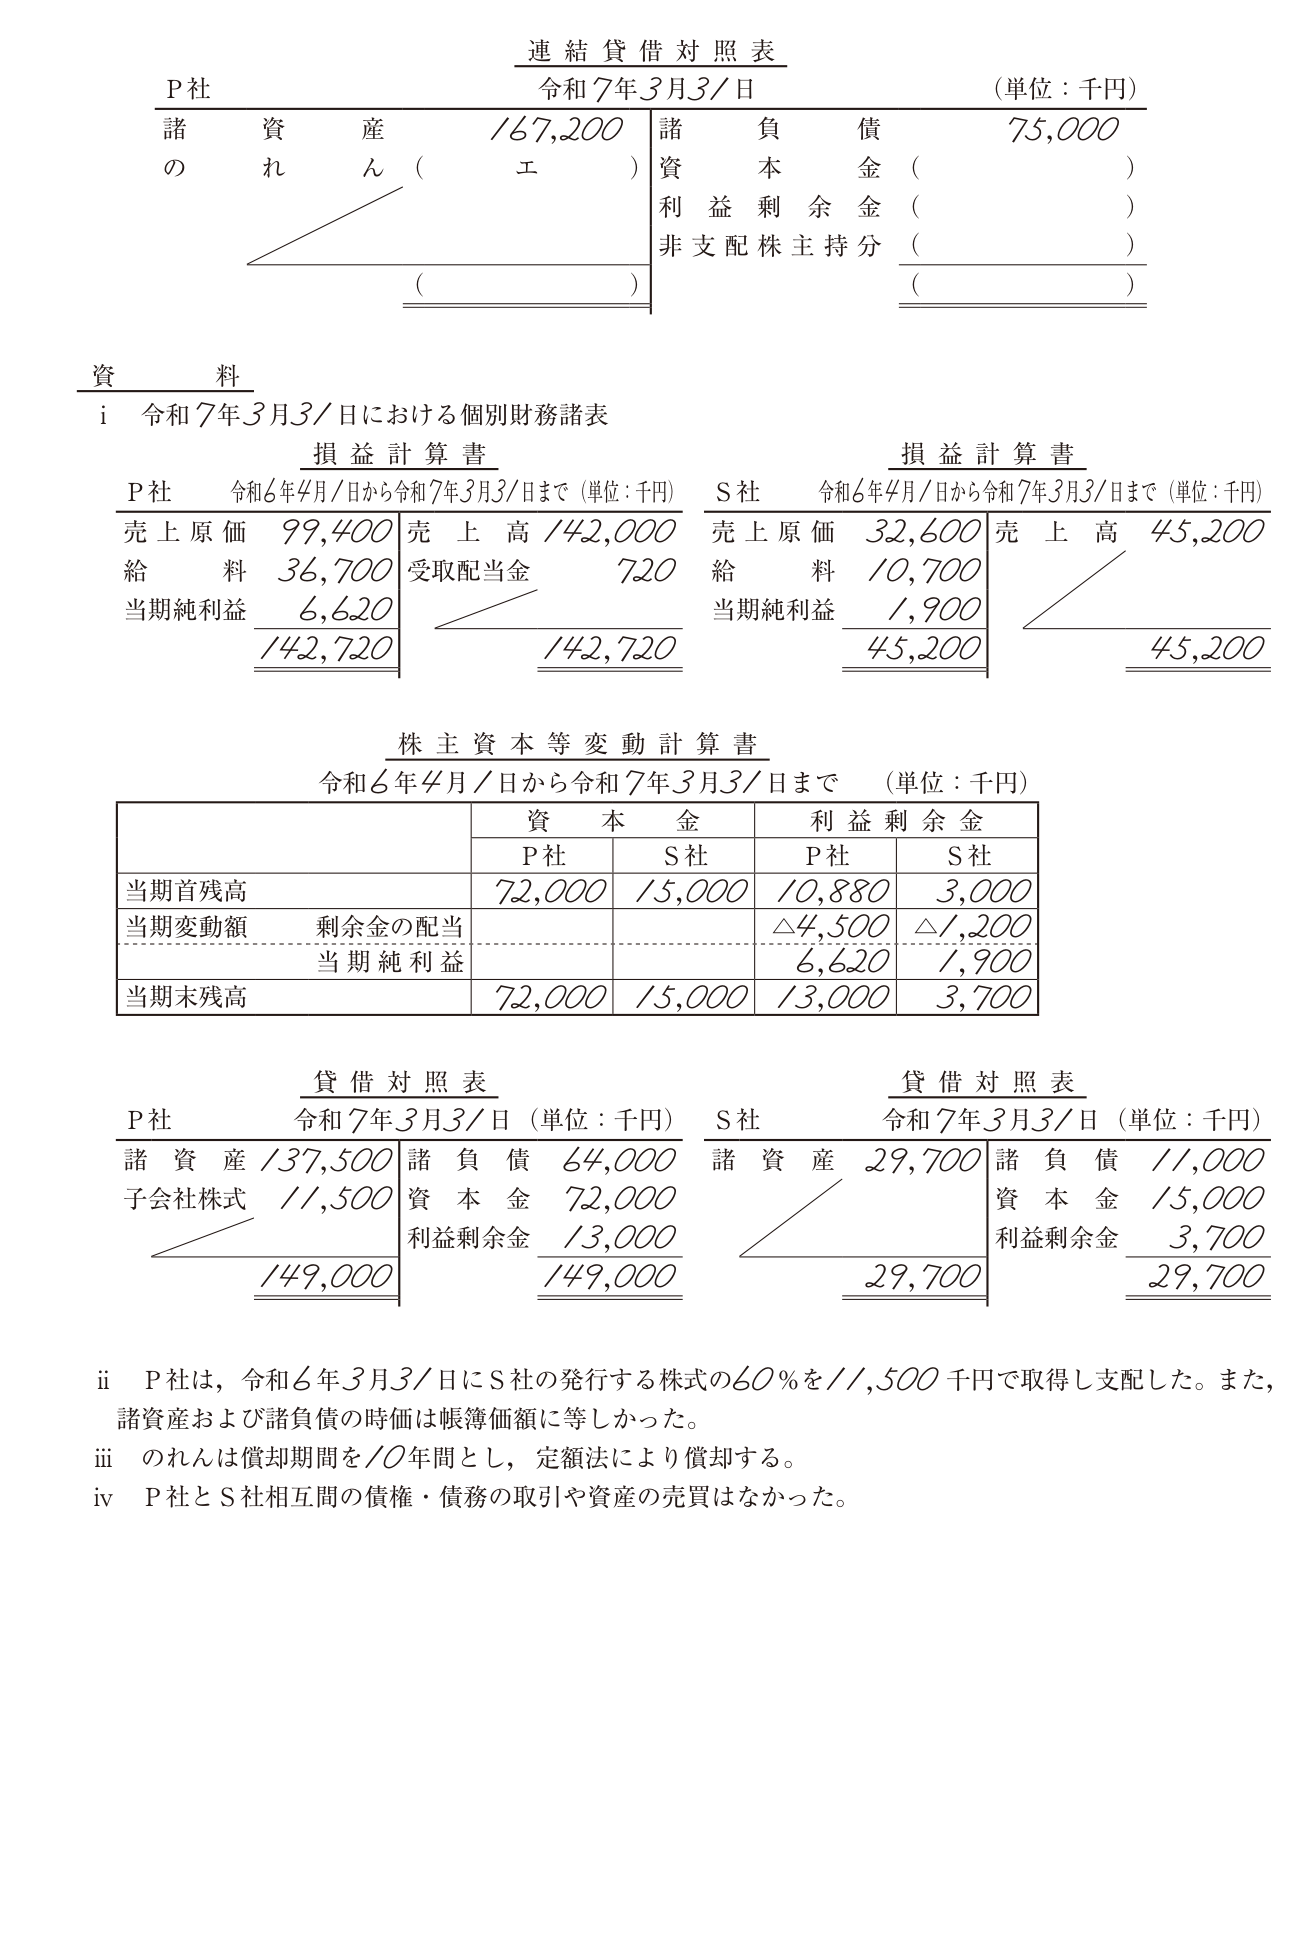 連結貸借対照表
P社 令和7年3月31日 （単位：千円）
諸資産 167,200 諸負債 75,000
のれん （ エ ） 資本金 （ ）
利益剰余金 （ ）
非支配株主持分 （ ）
（ ） （ ）
資料
ⅰ 令和7年3月31日における個別財務諸表
損益計算書 損益計算書
P社 令和6年4月1日から令和7年3月31日まで（単位：千円） S社 令和6年4月1日から令和7年3月31日まで（単位：千円）
売上原価 99,400 売上高 142,000 売上原価 32,600 売上高 45,200
給料 36,700 受取配当金 720 給料 10,700
当期純利益 6,620 当期純利益 1,900
142,720 142,720 45,200 45,200
株主資本等変動計算書
令和6年4月1日から令和7年3月31日まで （単位：千円）
資本金 利益剰余金
P社 S社 P社 S社
当期首残高 72,000 15,000 10,880 3,000
当期変動額 剰余金の配当 △4,500 △1,200
当期純利益 6,620 1,900
当期末残高 72,000 15,000 13,000 3,700
貸借対照表 貸借対照表
P社 令和7年3月31日（単位：千円） S社 令和7年3月31日（単位：千円）
諸資産 137,500 諸負債 64,000 諸資産 29,700 諸負債 11,000
子会社株式 11,500 資本金 72,000 資本金 15,000
利益剰余金 13,000 利益剰余金 3,700
149,000 149,000 29,700 29,700
ⅱ P社は，令和6年3月31日にS社の発行する株式の60％を11,500千円で取得し支配した。また，
諸資産および諸負債の時価は帳簿価額に等しかった。
ⅲ のれんは償却期間を10年間とし，定額法により償却する。
ⅳ P社とS社相互間の債権・債務の取引や資産の売買はなかった。